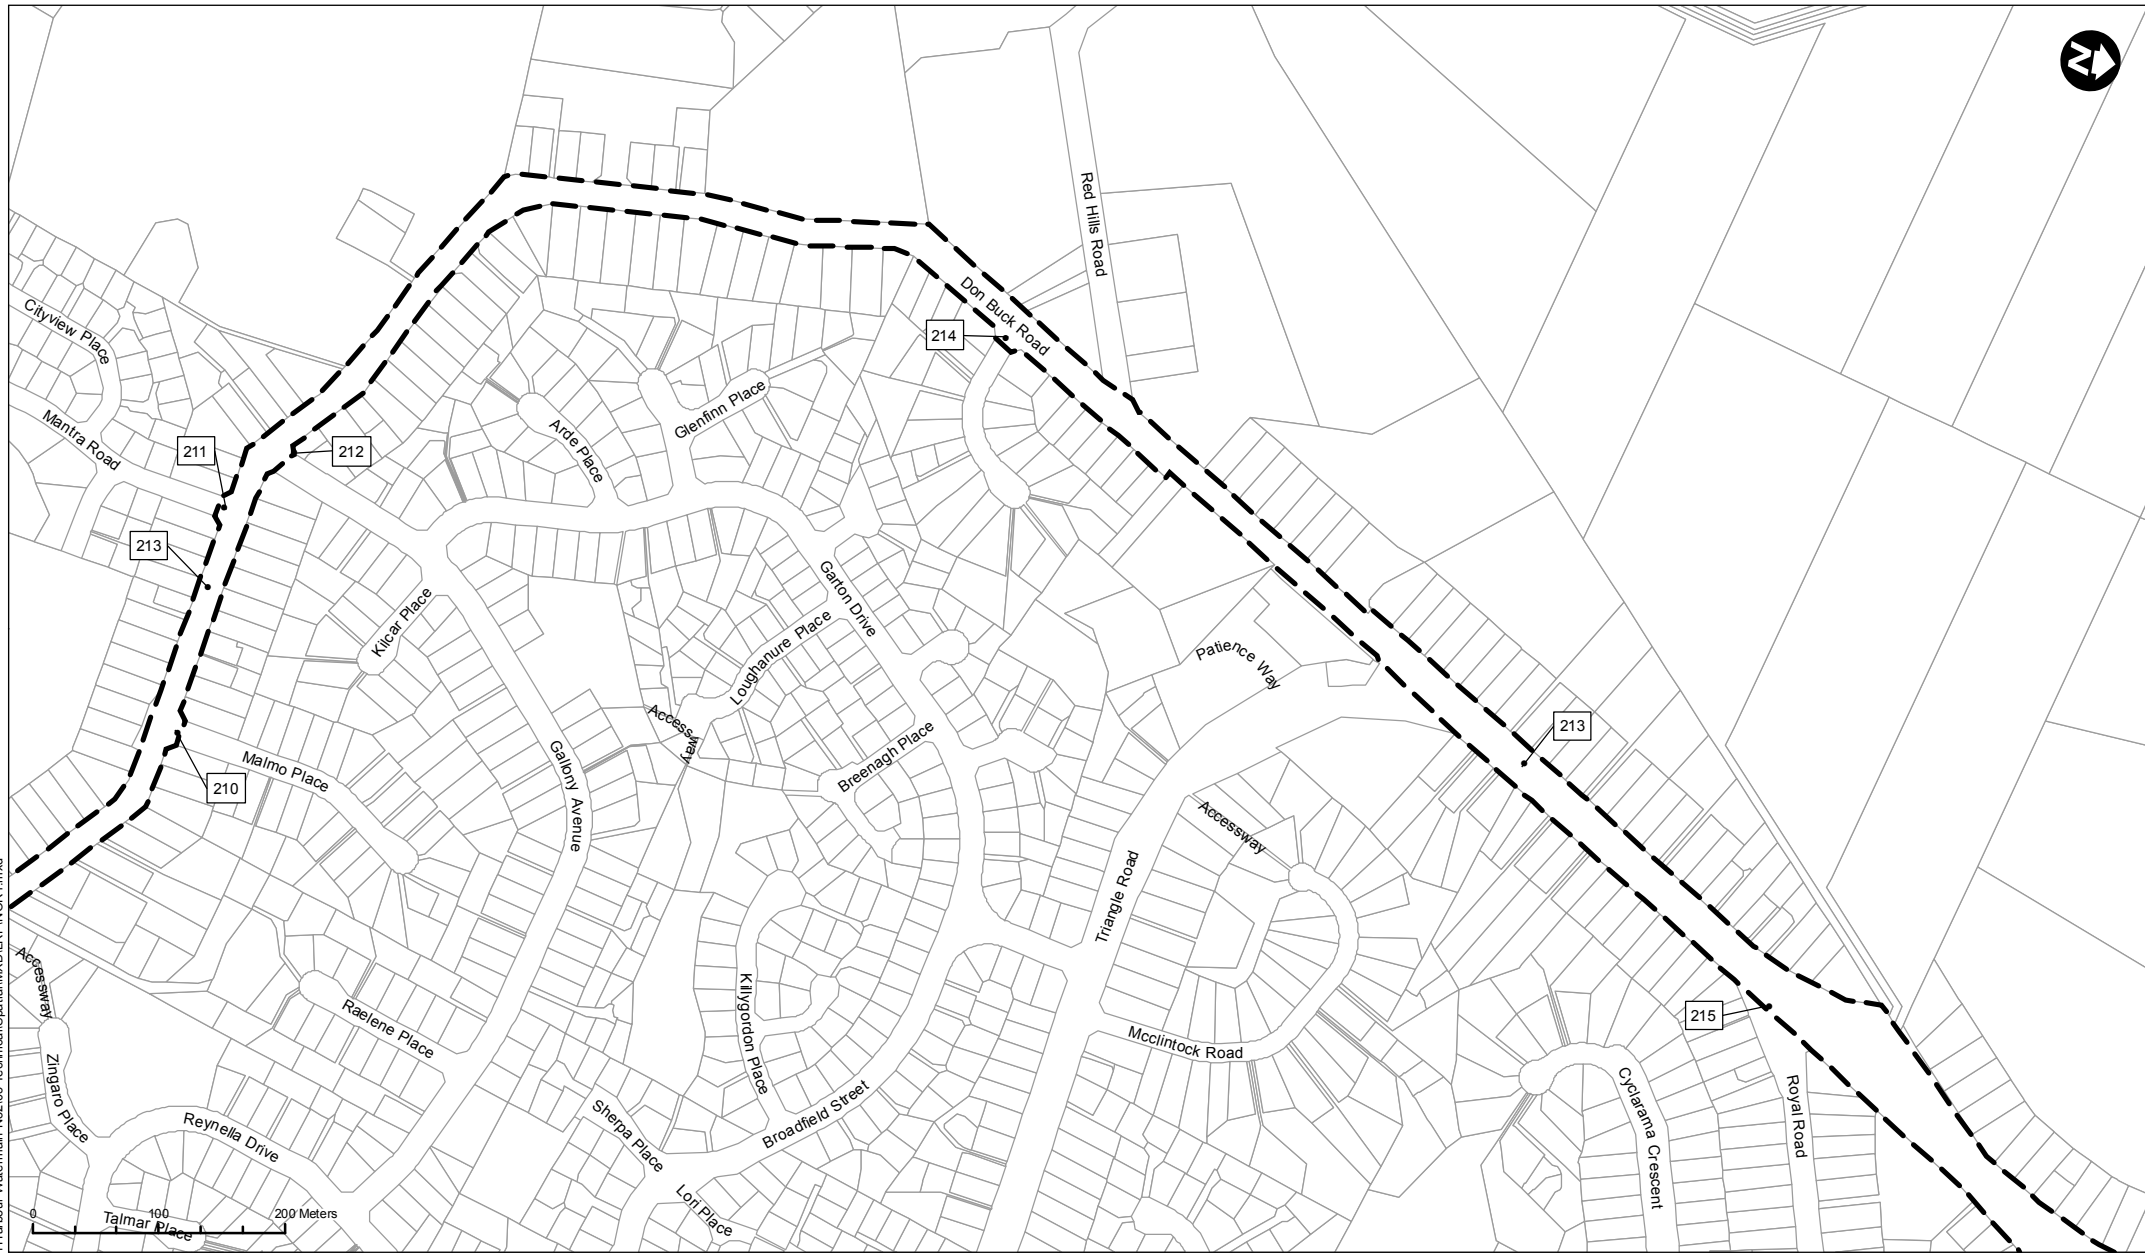 N
Red Hills Road
Don Buck Road
214
Cityview Place
Mantra Road
211
212
213
Glenfinn Place
Arde Place
Garton Drive
Kilcar Place
Loughanure Place
Patience Way
Access
way
Breenagh Place
213
Malmo Place
210
Gallony Avenue
Accessway
Triangle Road
Accessway
Zingaro Place
Raelene Place
Killygordon Place
Mcclintock Road
215
Royal Road
Cyclarama Crescent
Reynella Drive
Sherpa Place
Broadfield Street
Lori Place
Talmar Place
0 100 200 Meters